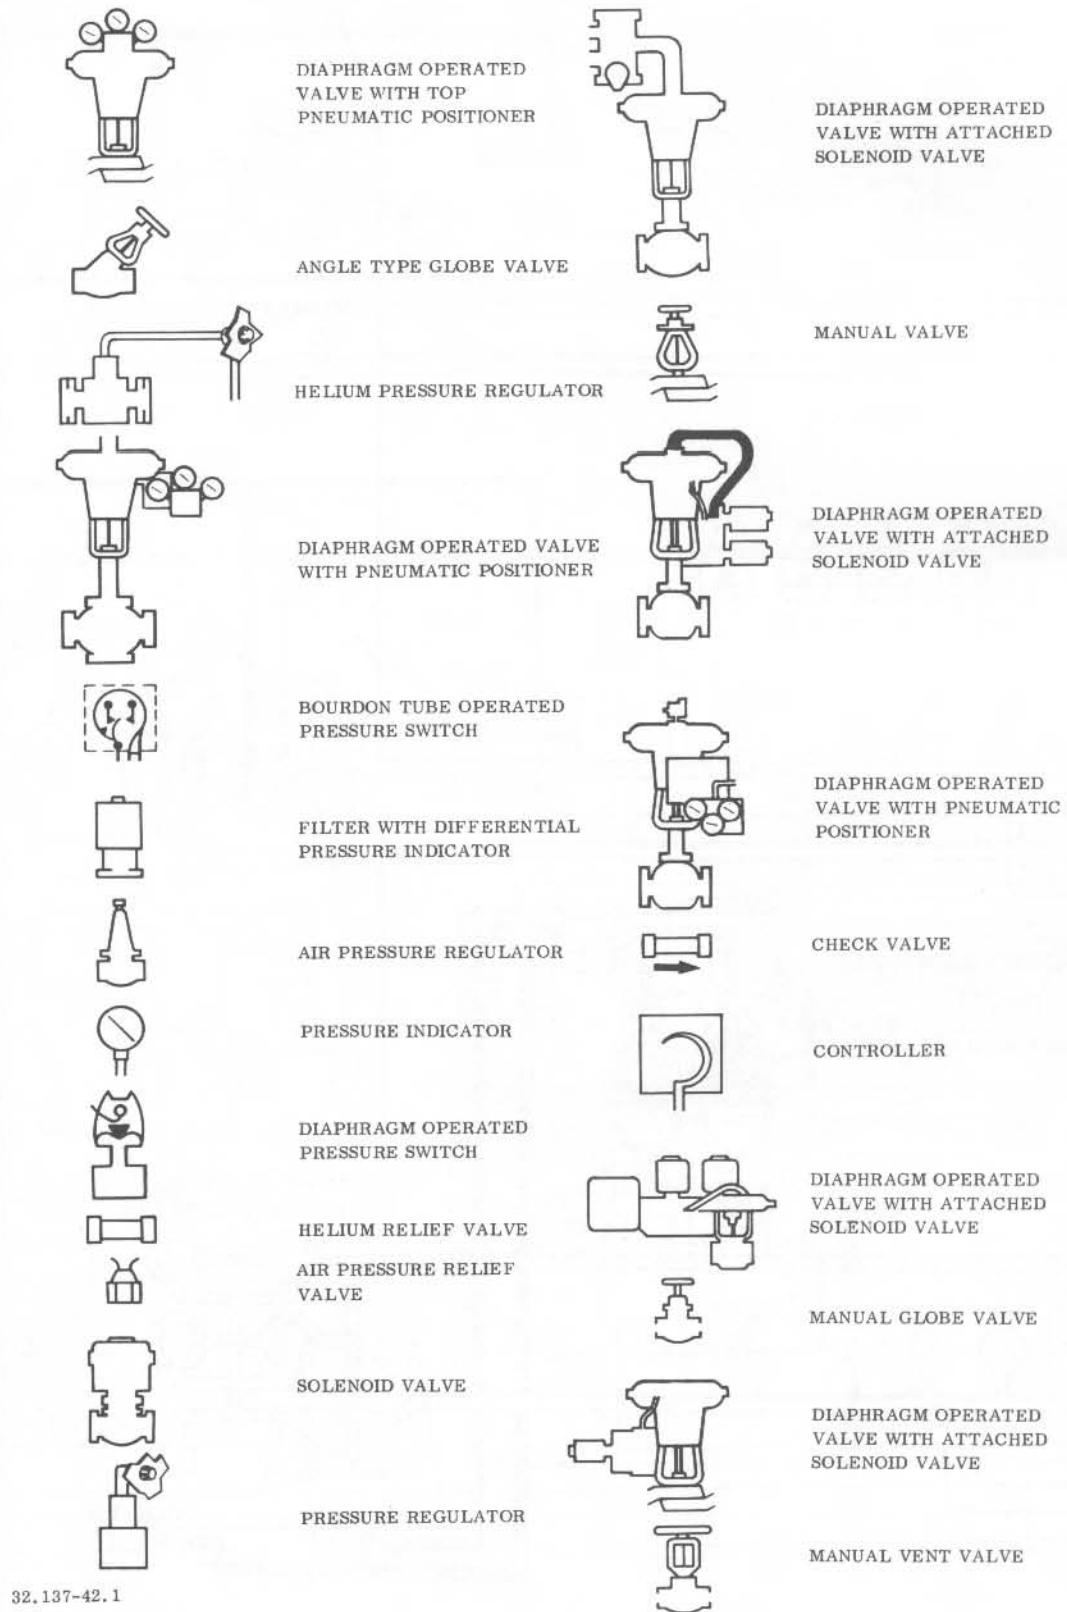 DIAPHRAGM OPERATED
VALVE WITH TOP
PNEUMATIC POSITIONER
ANGLE TYPE GLOBE VALVE
HELIUM PRESSURE REGULATOR
DIAPHRAGM OPERATED VALVE
WITH PNEUMATIC POSITIONER
BOURDON TUBE OPERATED
PRESSURE SWITCH
FILTER WITH DIFFERENTIAL
PRESSURE INDICATOR
AIR PRESSURE REGULATOR
PRESSURE INDICATOR
DIAPHRAGM OPERATED
PRESSURE SWITCH
HELIUM RELIEF VALVE
AIR PRESSURE RELIEF
VALVE
SOLENOID VALVE
PRESSURE REGULATOR
32.137-42.1
DIAPHRAGM OPERATED
VALVE WITH ATTACHED
SOLENOID VALVE
MANUAL VALVE
DIAPHRAGM OPERATED
VALVE WITH ATTACHED
SOLENOID VALVE
DIAPHRAGM OPERATED
VALVE WITH PNEUMATIC
POSITIONER
CHECK VALVE
CONTROLLER
DIAPHRAGM OPERATED
VALVE WITH ATTACHED
SOLENOID VALVE
MANUAL GLOBE VALVE
DIAPHRAGM OPERATED
VALVE WITH ATTACHED
SOLENOID VALVE
MANUAL VENT VALVE